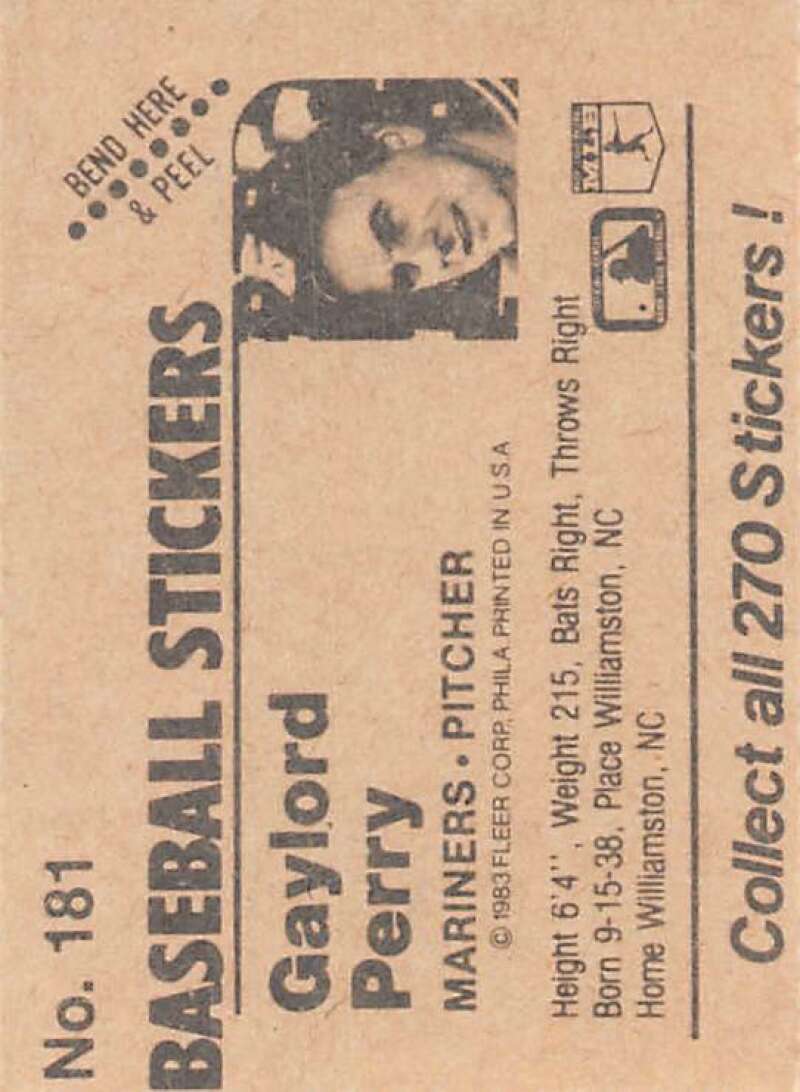 No. 181
BEND HERE
& PEEL
BASEBALL STICKERS
Gaylord
Perry
MARINERS • PITCHER
© 1983 FLEER CORP, PHILA PRINTED IN U S A
Height 6'4'', Weight 215, Bats Right, Throws Right
Born 9-15-38, Place Williamston, NC
Home Williamston, NC
Collect all 270 Stickers !